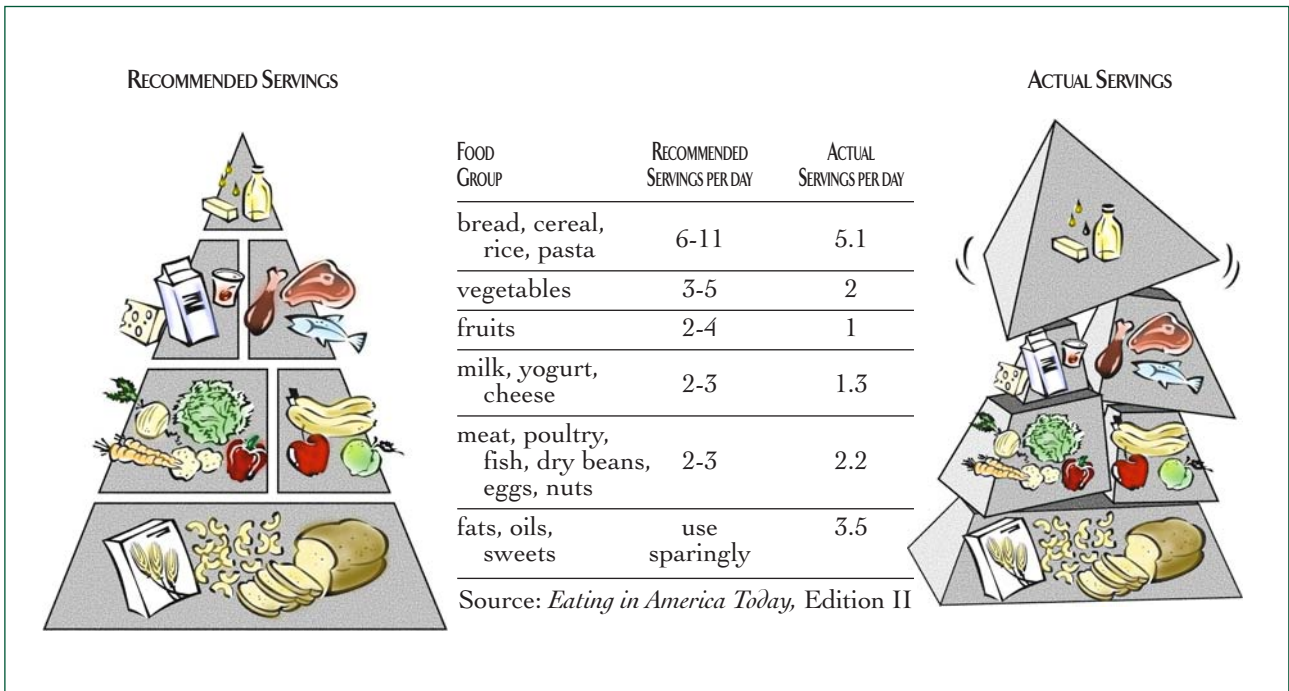 RECOMMENDED SERVINGS
ACTUAL SERVINGS
FOOD GROUP RECOMMENDED SERVINGS PER DAY ACTUAL SERVINGS PER DAY
bread, cereal,
rice, pasta 6-11 5.1
vegetables 3-5 2
fruits 2-4 1
milk, yogurt,
cheese 2-3 1.3
meat, poultry,
fish, dry beans, 2-3 2.2
eggs, nuts
fats, oils, use 3.5
sweets sparingly
Source: Eating in America Today, Edition II